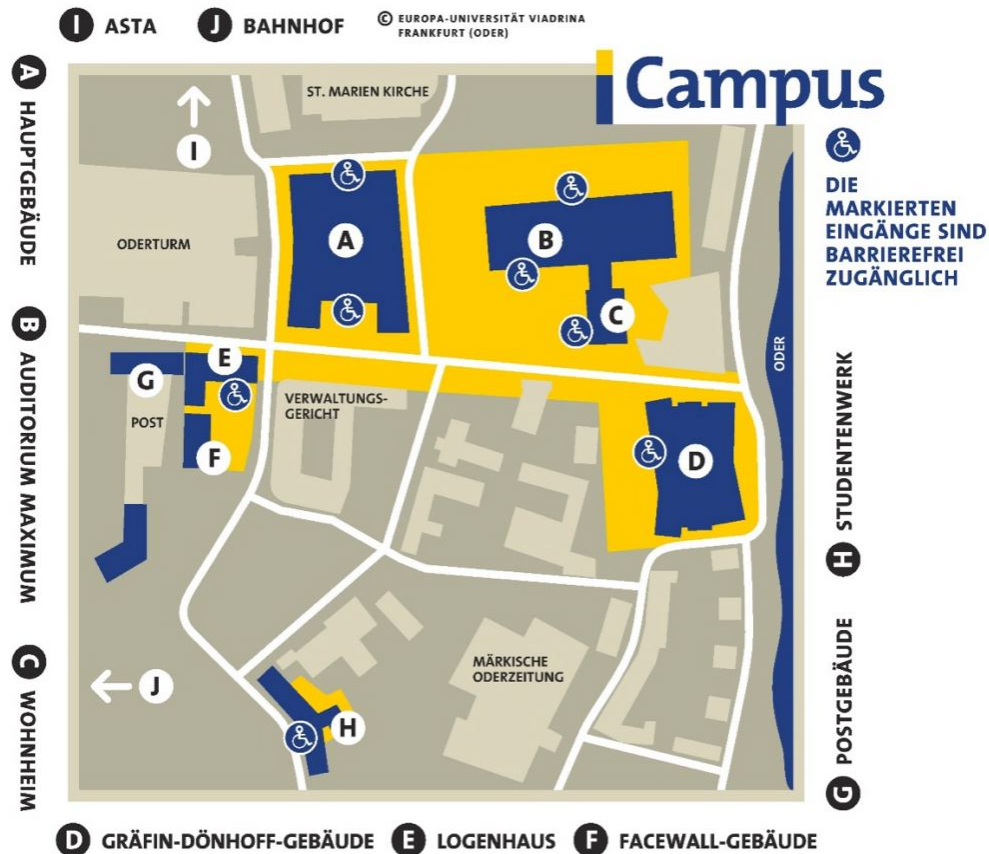 I ASTA
J BAHNHOF
© EUROPA-UNIVERSITÄT VIADRINA
FRANKFURT (ODER)
Campus
DIE
MARKIERTEN
EINGÄNGE SIND
BARRIEREFREI
ZUGÄNGLICH
A HAUPTGEBÄUDE
B AUDITORIUM MAXIMUM
C WOHNHEIM
ST. MARIEN KIRCHE
I
ODERTURM
A
B
C
ODER
E
G
POST
F
VERWALTUNGS-
GERICHT
D
J
MÄRKISCHE
ODERZEITUNG
H
H STUDENTENWERK
G POSTGEBÄUDE
D GRÄFIN-DÖNHOFF-GEBÄUDE
E LOGENHAUS
F FACEWALL-GEBÄUDE